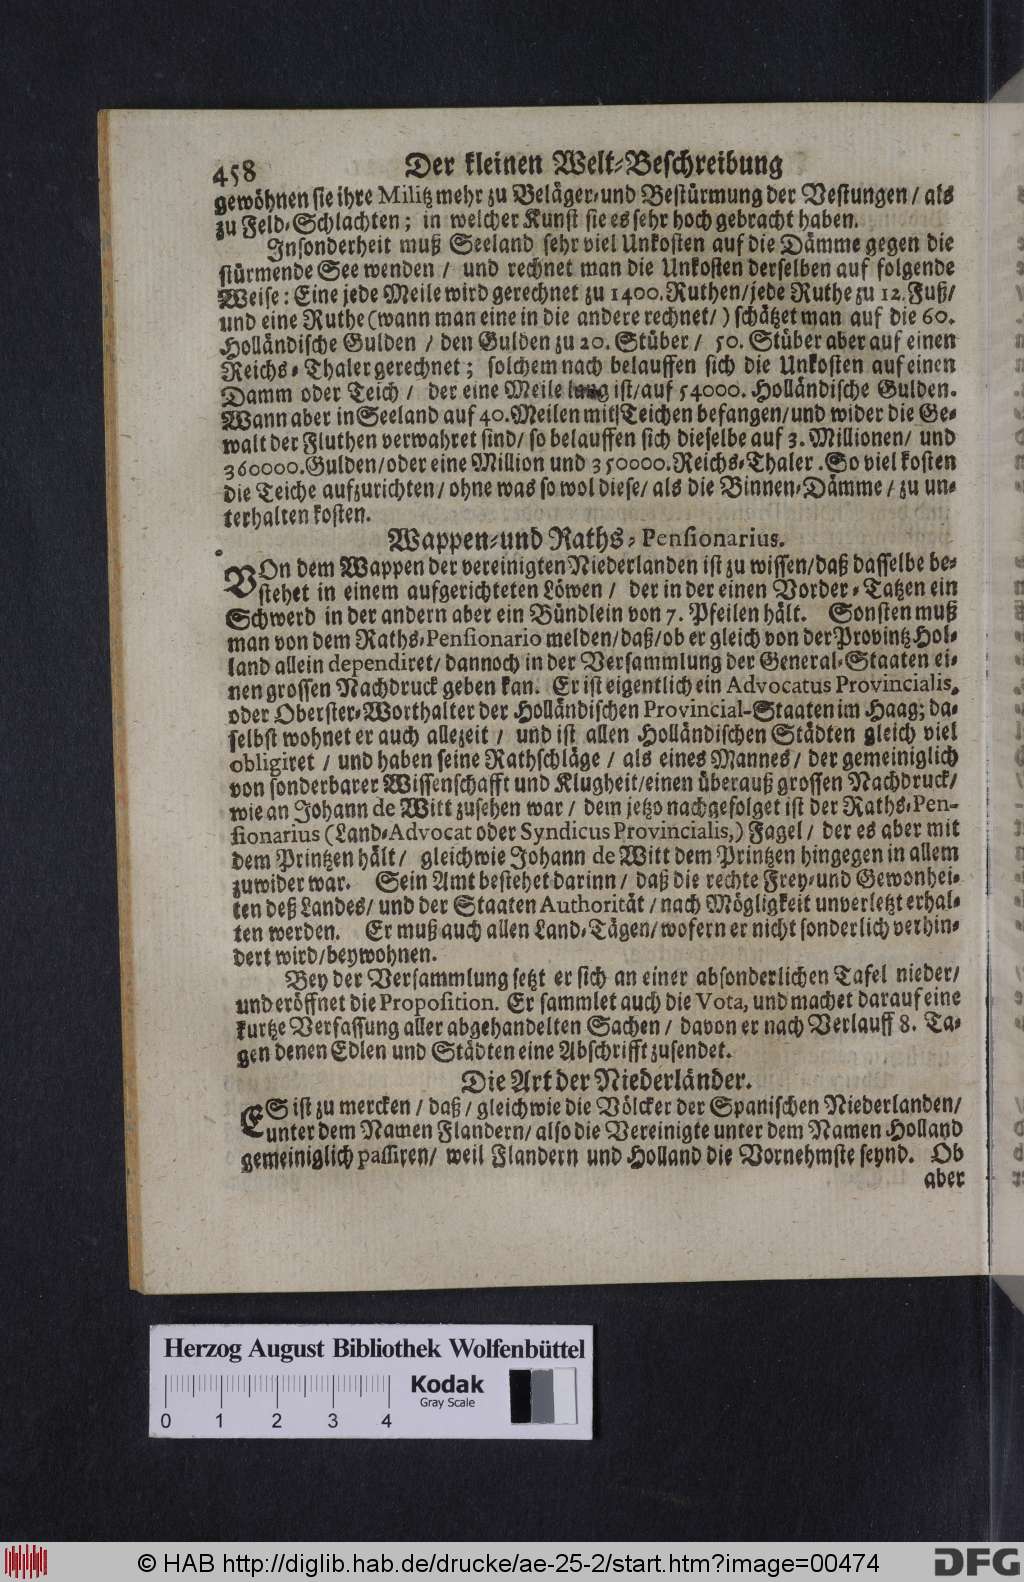 458 Der kleinen Welt-Beschreibung
gewöhnen sie ihre Militz mehr zu Beläger-und Bestürmung der Vestungen / als
zu Feld-Schlachten; in welcher Kunst sie es sehr hoch gebracht haben.
Insonderheit muß Seeland sehr viel Unkosten auf die Dämme gegen die
stürmende See wenden / und rechnet man die Unkosten derselben auf folgende
Weise: Eine jede Meile wird gerechnet zu 1400. Ruthen/jede Ruthe zu 12. Fuß/
und eine Ruthe (wann man eine in die andere rechnet/) schätzet man auf die 60.
Holländische Gulden / den Gulden zu 20. Stüber / 50. Stüber aber auf einen
Reichs-Thaler gerechnet; solchem nach belauffen sich die Unkosten auf einen
Damm oder Teich / der eine Meile lang ist/auf 54000. Holländische Gulden.
Wann aber in Seeland auf 40. Meilen mit Teichen befangen/und wider die Ge-
walt der Fluthen verwahret sind/ so belauffen sich dieselbe auf 3. Millionen/ und
360000. Gulden/oder eine Million und 350000. Reichs-Thaler. So viel kosten
die Teiche aufzurichten/ ohne was so wol diese/ als die Binnen-Dämme / zu un-
terhalten kosten.
Wappen-und Raths-Pensionarius.
VOn dem Wappen der vereinigten Niederlanden ist zu wissen/daß dasselbe be-
stehet in einem aufgerichteten Löwen / der in der einen Vorder-Tatzen ein
Schwerd in der andern aber ein Bündlein von 7. Pfeilen hält. Sonsten muß
man von dem Raths-Pensionario melden/daß/ob er gleich von der Provintz Hol-
land allein dependiret/ dannoch in der Versammlung der General-Staaten ei-
nen grossen Nachdruck geben kan. Er ist eigentlich ein Advocatus Provincialis,
oder Oberster-Worthalter der Holländischen Provincial-Staaten im Haag; da-
selbst wohnet er auch allezeit / und ist allen Holländischen Städten gleich viel
obligiret / und haben seine Rathschläge / als eines Mannes / der gemeiniglich
von sonderbarer Wissenschafft und Klugheit/einen überauß grossen Nachdruck/
wie an Johann de Witt zusehen war / dem jetzo nachgefolget ist der Raths-Pen-
sionarius (Land-Advocat oder Syndicus Provincialis,) Fagel / der es aber mit
dem Printzen hält / gleichwie Johann de Witt dem Printzen hingegen in allem
zuwider war. Sein Amt bestehet darinn / daß die rechte Frey-und Gewonhei-
ten deß Landes/ und der Staaten Authorität / nach Mögligkeit unverletzt erhal-
ten werden. Er muß auch allen Land-Tägen/ wofern er nicht sonderlich verhin-
dert wird/beywohnen.
Bey der Versammlung setzt er sich an einer absonderlichen Tafel nieder/
und eröffnet die Proposition. Er sammlet auch die Vota, und machet darauf eine
kurtze Verfassung aller abgehandelten Sachen / davon er nach Verlauff 8. Ta-
gen denen Edlen und Städten eine Abschrifft zusendet.
Die Art der Niederländer.
ES ist zu mercken / daß / gleichwie die Völcker der Spanischen Niederlanden/
unter dem Namen Flandern/ also die Vereinigte unter dem Namen Holland
gemeiniglich passiren/ weil Flandern und Holland die Vornehmste seynd. Ob
aber
Herzog August Bibliothek Wolfenbüttel
Kodak
Gray Scale
0 1 2 3 4
© HAB http://diglib.hab.de/drucke/ae-25-2/start.htm?image=00474
DFG